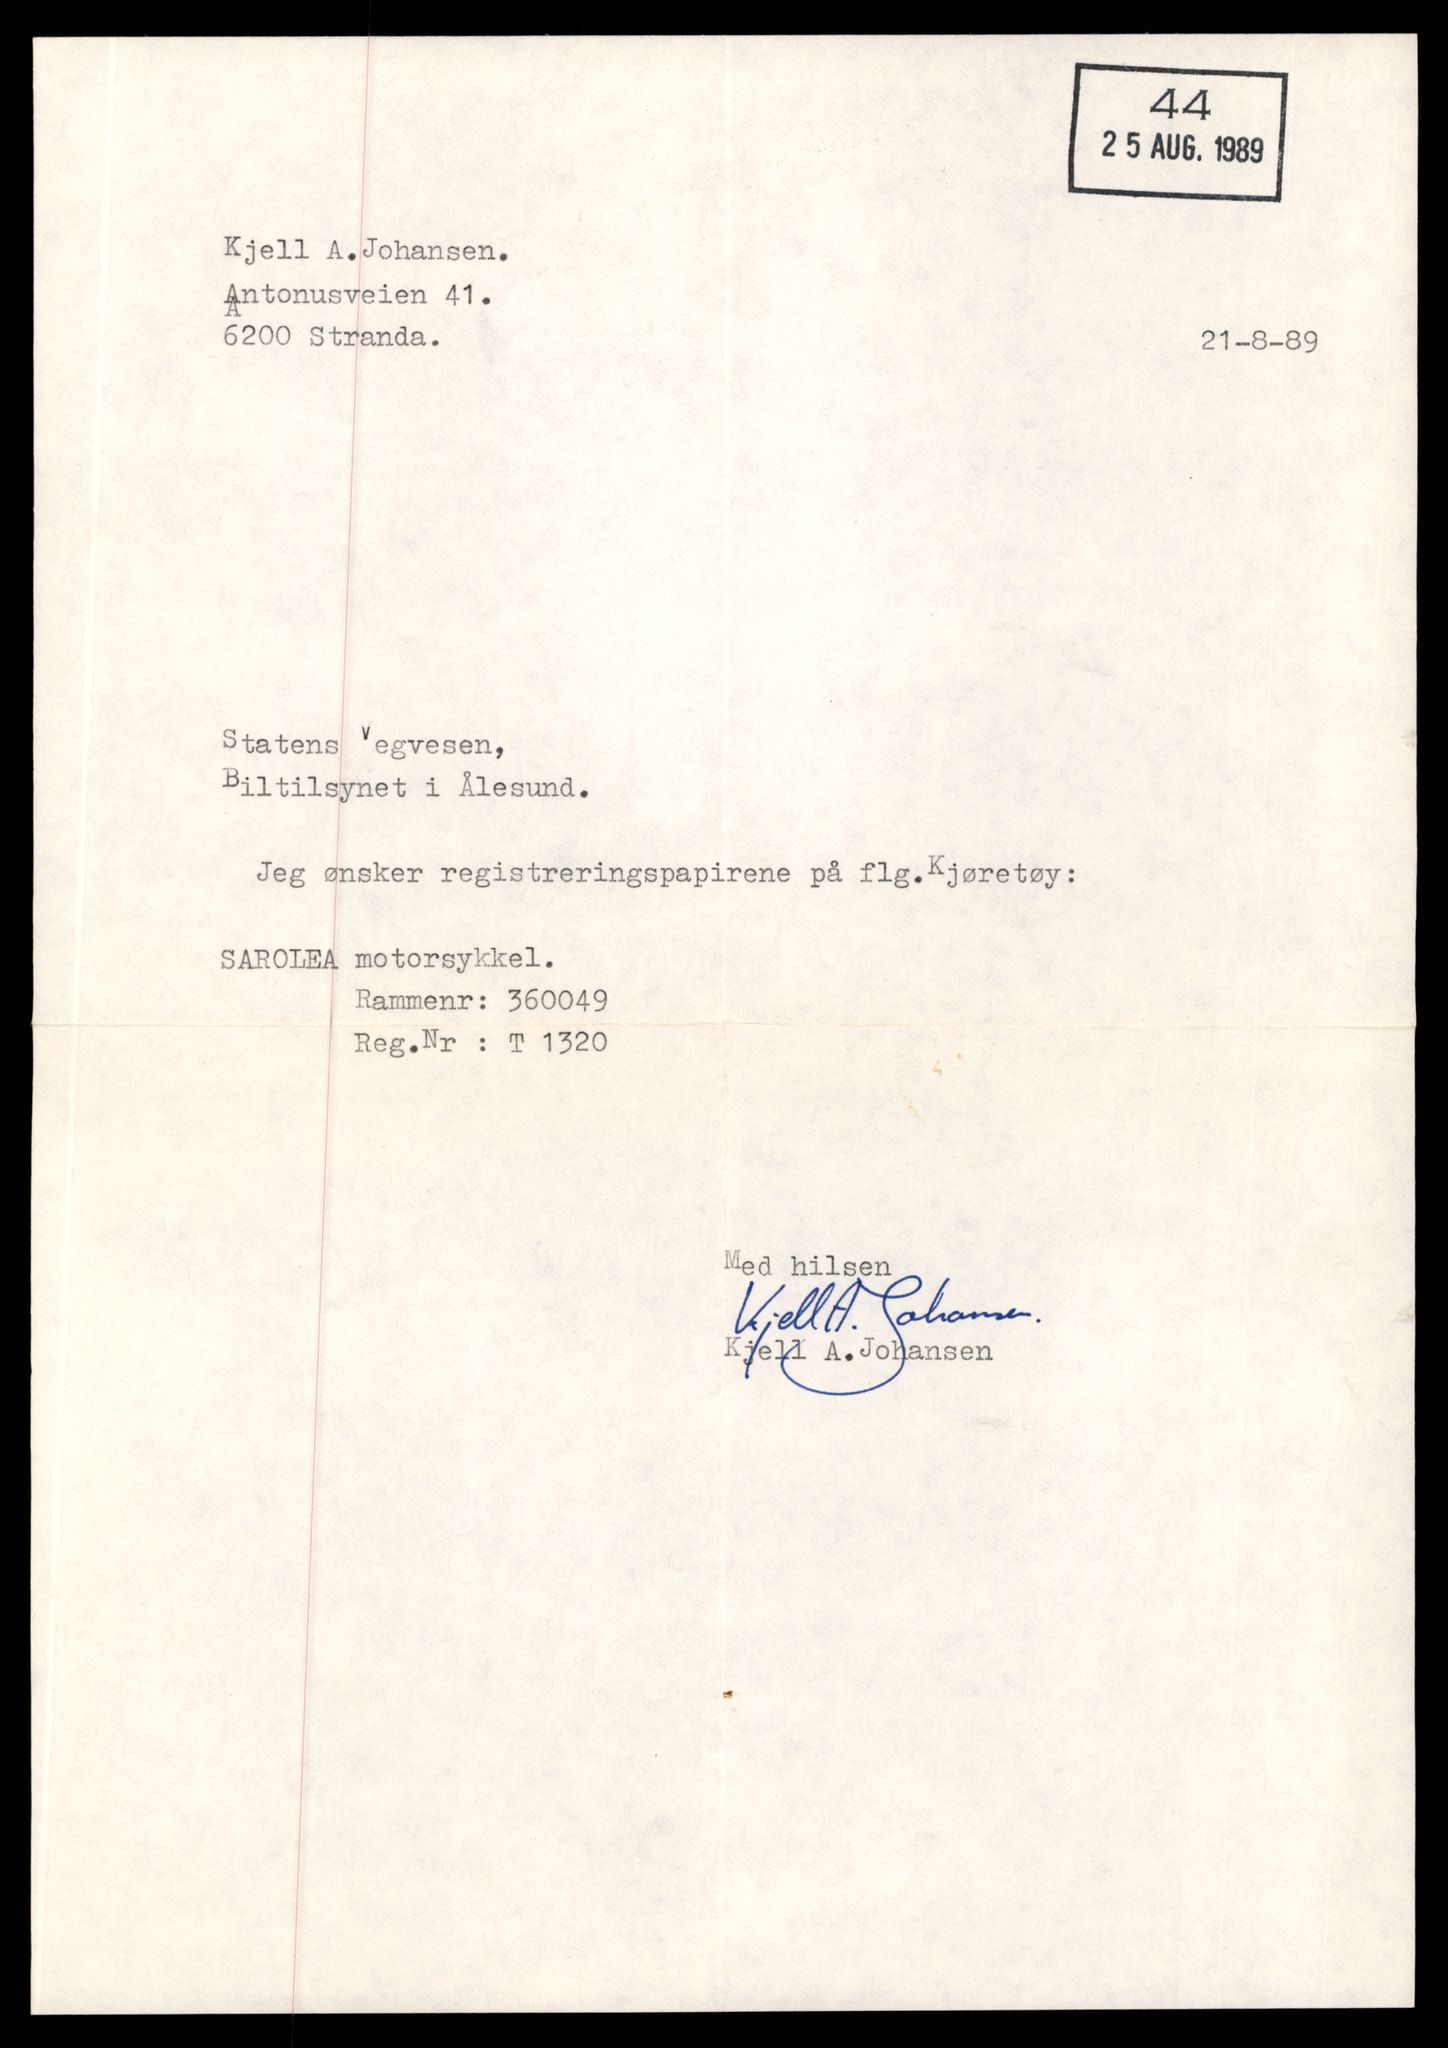 44
25 AUG. 1989
Kjell A. Johansen.
Antonusveien 41.
6200 Stranda.
21-8-89
Statens Vegvesen,
Biltilsynet i Ålesund.
Jeg ønsker registreringspapirene på flg. Kjøretøy:
SAROLEA motorsykkel.
Rammenr: 360049
Reg.Nr : T 1320
Med hilsen
Kjell A. Johansen.
Kjell A. Johansen